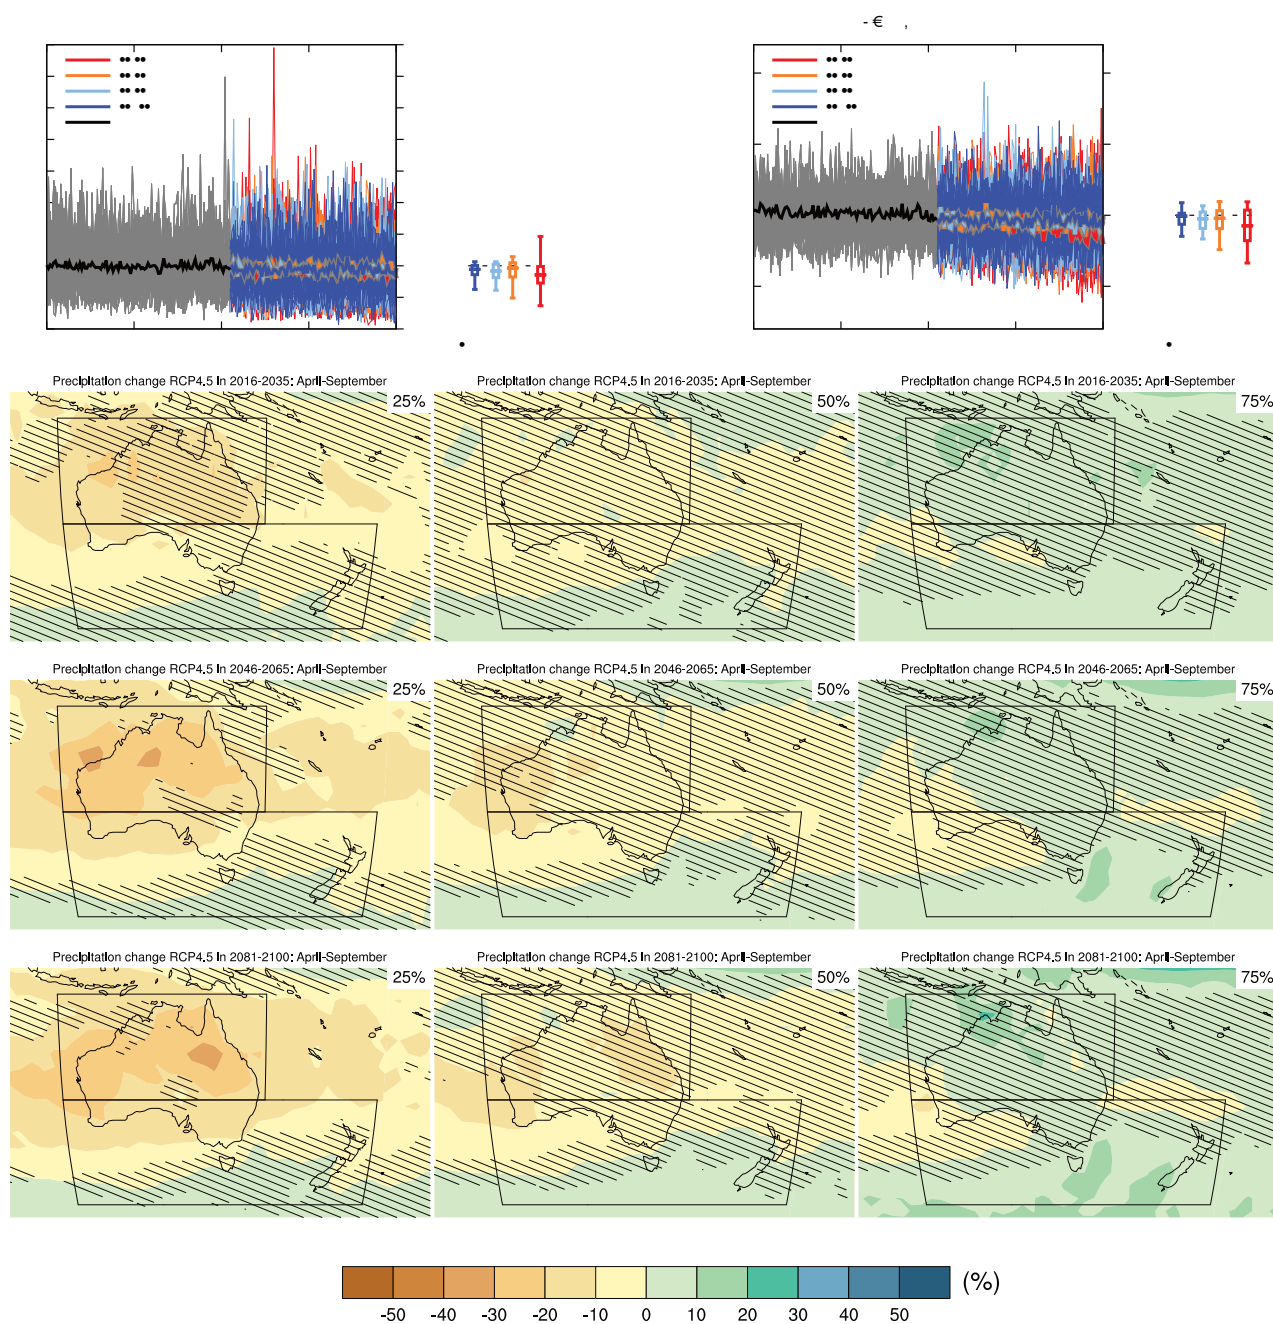 - € ,
Precipitation change RCP4.5 in 2016-2035: April-September
25%
Precipitation change RCP4.5 in 2016-2035: April-September
50%
Precipitation change RCP4.5 in 2016-2035: April-September
75%
Precipitation change RCP4.5 in 2046-2065: April-September
25%
Precipitation change RCP4.5 in 2046-2065: April-September
50%
Precipitation change RCP4.5 in 2046-2065: April-September
75%
Precipitation change RCP4.5 in 2081-2100: April-September
25%
Precipitation change RCP4.5 in 2081-2100: April-September
50%
Precipitation change RCP4.5 in 2081-2100: April-September
75%
(%)
-50 -40 -30 -20 -10 0 10 20 30 40 50